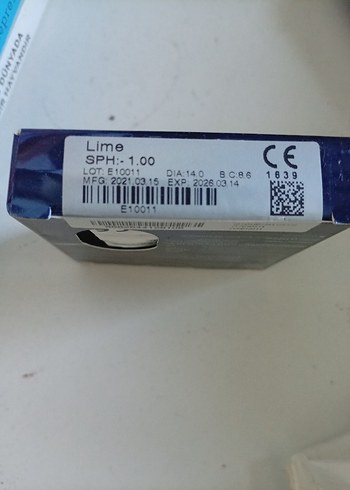 DÜNYADA
Lime
SPH:- 1.00
LOT: E10011 DIA:14.0 B.C:8.6
MFG: 2021.03.15 EXP: 2026.03.14
CE
1639
E10011